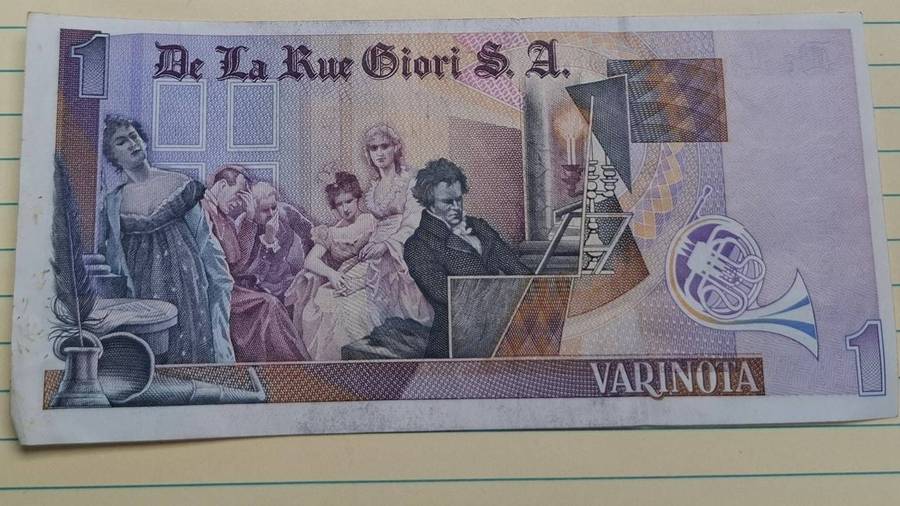 1
De La Rue Giori S. A.
VARINOTA
1